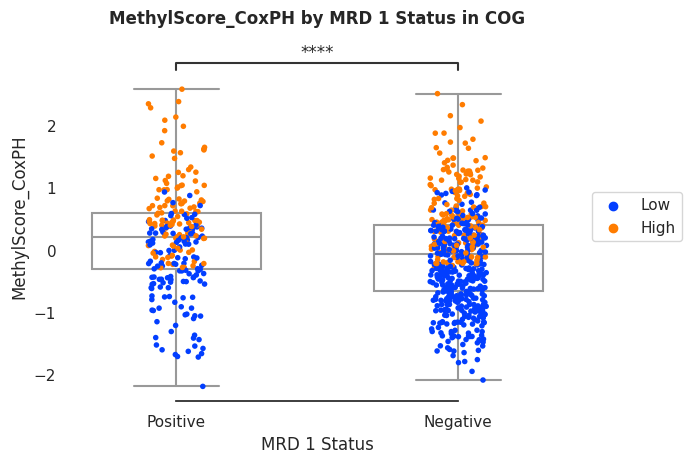 MethylScore_CoxPH by MRD 1 Status in COG
****
MethylScore_CoxPH
2
1
0
−1
−2
Low
High
Positive
Negative
MRD 1 Status